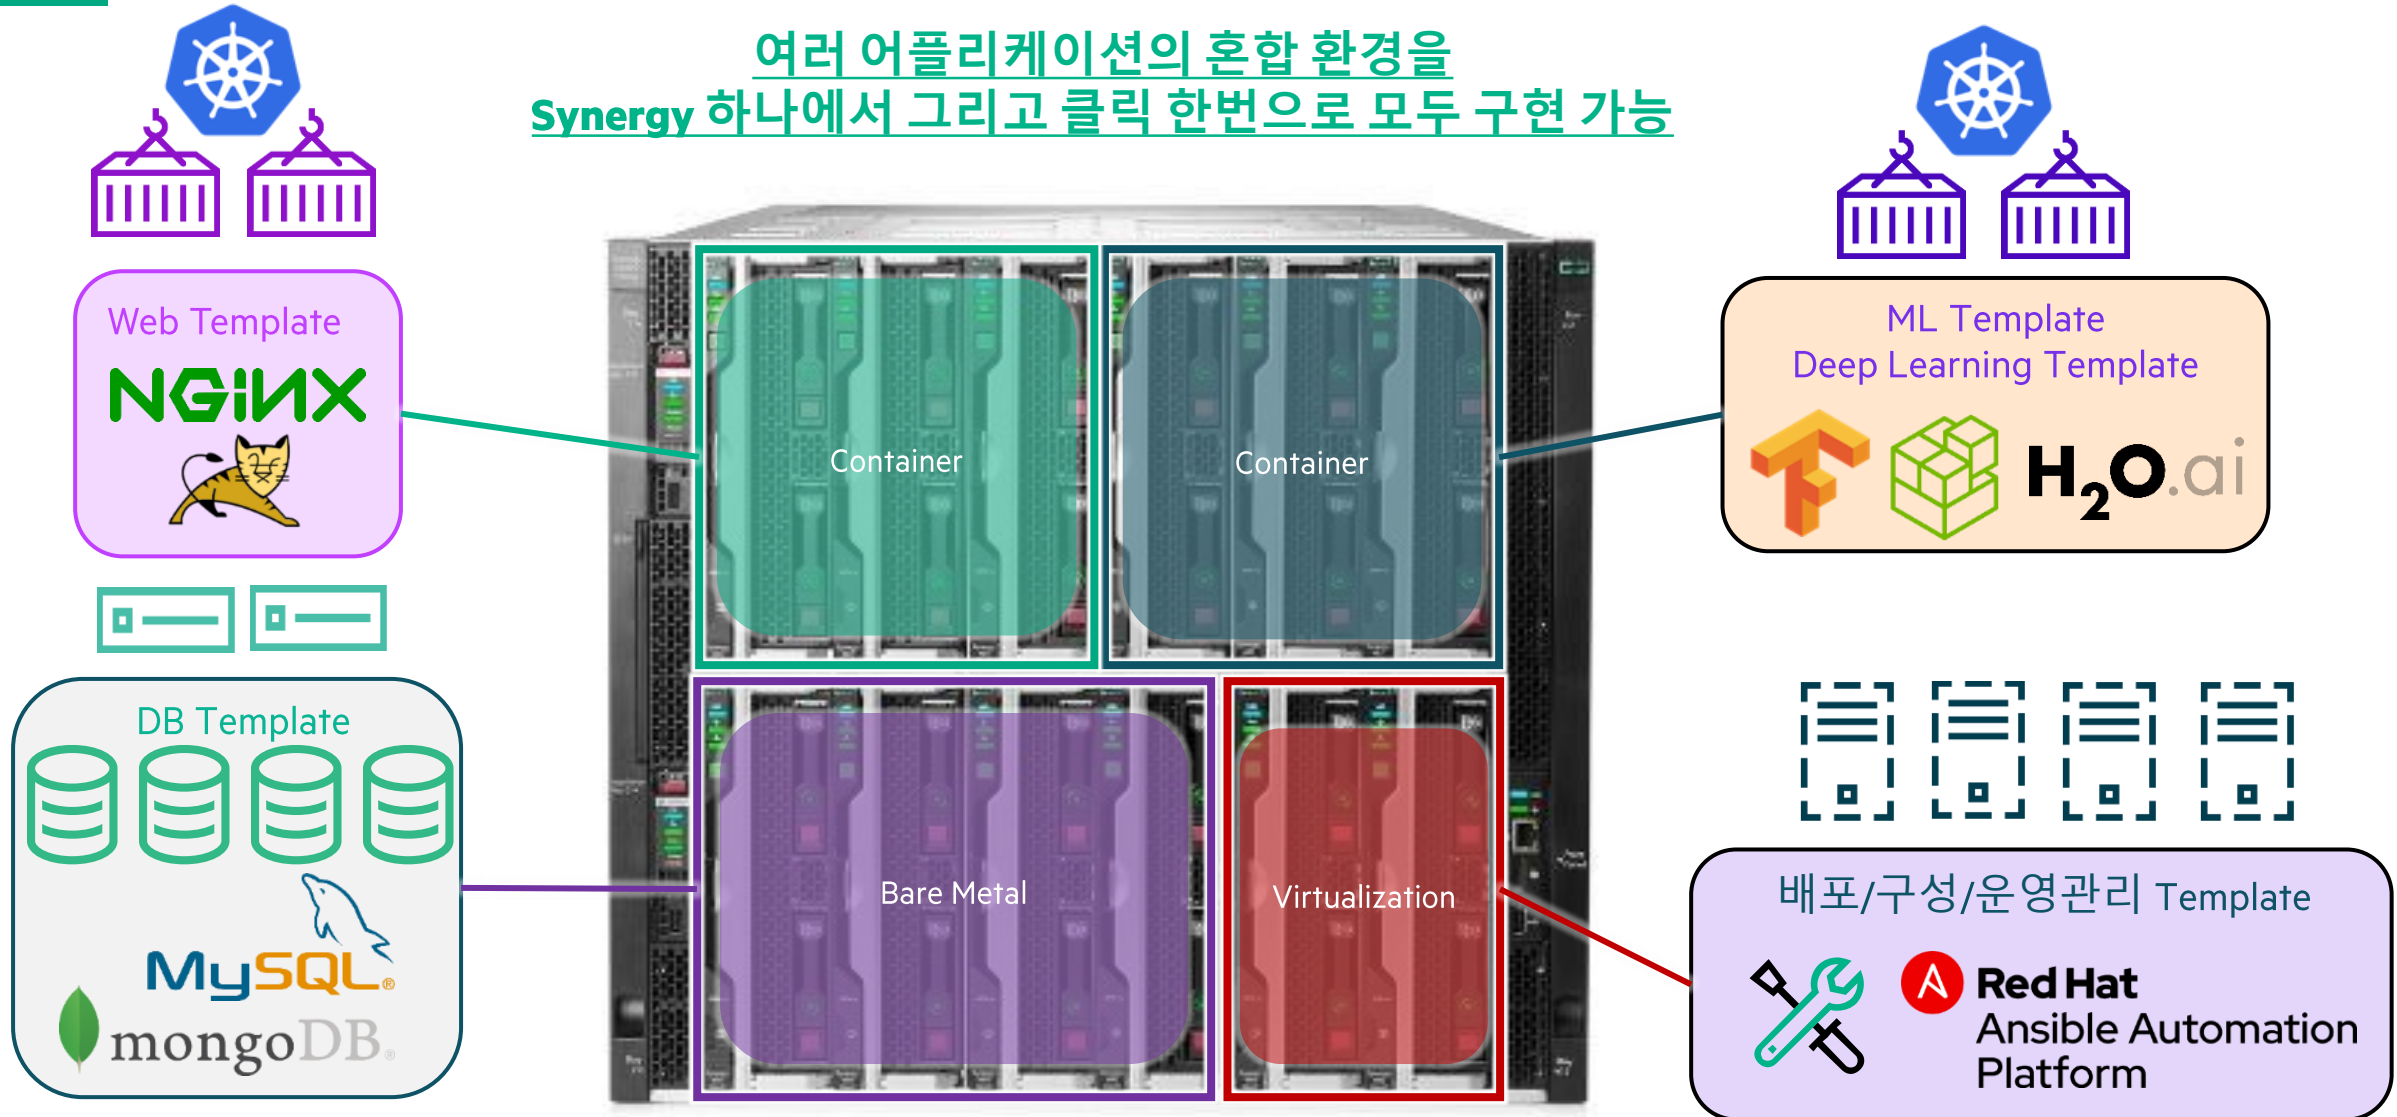 여러 어플리케이션의 혼합 환경을
Synergy 하나에서 그리고 클릭 한번으로 모두 구현 가능
Web Template
NGINX
Container
Container
ML Template
Deep Learning Template
H2O.ai
DB Template
MySQL®
mongoDB®
Bare Metal
Virtualization
배포/구성/운영관리 Template
Red Hat
Ansible Automation
Platform